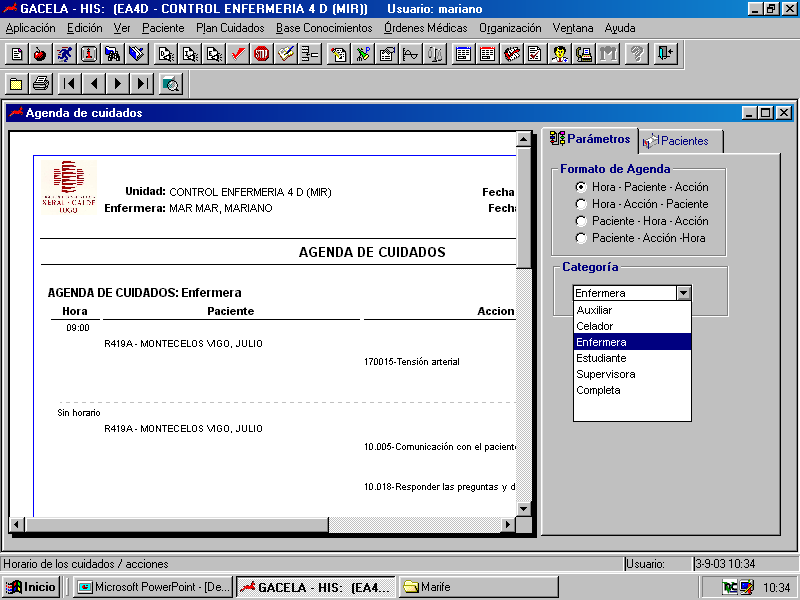 GACELA - HIS: (EA4D - CONTROL ENFERMERIA 4 D (MIR)) Usuario: mariano
Aplicación Edición Ver Paciente Plan Cuidados Base Conocimientos Órdenes Médicas Organización Ventana Ayuda
Agenda de cuidados
XERAL - CALDE
LUGO
Unidad: CONTROL ENFERMERIA 4 D (MIR)
Fecha
Enfermera: MAR MAR, MARIANO
Fecha
AGENDA DE CUIDADOS
AGENDA DE CUIDADOS: Enfermera
Hora Paciente Accion
09:00
R419A - MONTECELOS VIGO, JULIO
170015-Tensión arterial
Sin horario
R419A - MONTECELOS VIGO, JULIO
10.005-Comunicación con el paciente
10.018-Responder las preguntas y d
Parámetros Pacientes
Formato de Agenda
Hora - Paciente - Acción
Hora - Acción - Paciente
Paciente - Hora - Acción
Paciente - Acción -Hora
Categoría
Enfermera
Auxiliar
Celador
Enfermera
Estudiante
Supervisora
Completa
Horario de los cuidados / acciones Usuario: 3-9-03 10:34
Inicio Microsoft PowerPoint - [De... GACELA - HIS: (EA4... Marife 10:34